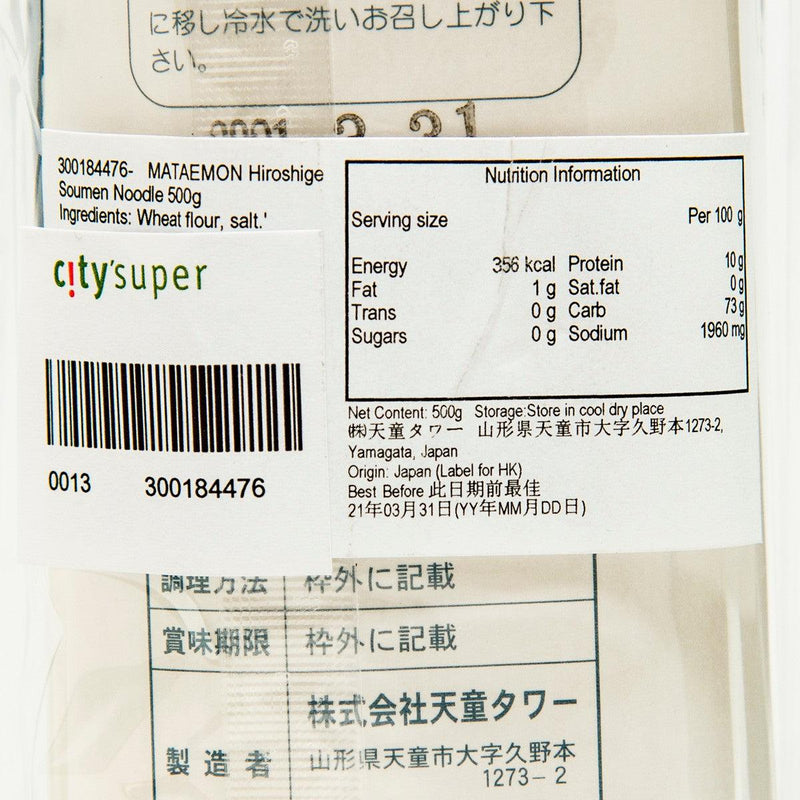 に移し冷水で洗いお召し上がり下
さい。
3. 31
300184476- MATAEMON Hiroshige
Soumen Noodle 500g
Ingredients: Wheat flour, salt.'
city'super
0013 300184476
Nutrition Information
Serving size Per 100 g
Energy 356 kcal Protein 10 g
Fat 1 g Sat.fat 0 g
Trans 0 g Carb 73 g
Sugars 0 g Sodium 1960 mg
Net Content: 500g Storage:Store in cool dry place
㈱天童タワー 山形県天童市大字久野本1273-2,
Yamagata, Japan
Origin: Japan (Label for HK)
Best Before 此日期前最佳
21年03月31日(YY年MM月DD日)
調理方法 枠外に記載
賞味期限 枠外に記載
製造者 株式会社天童タワー
山形県天童市大字久野本
1273-2